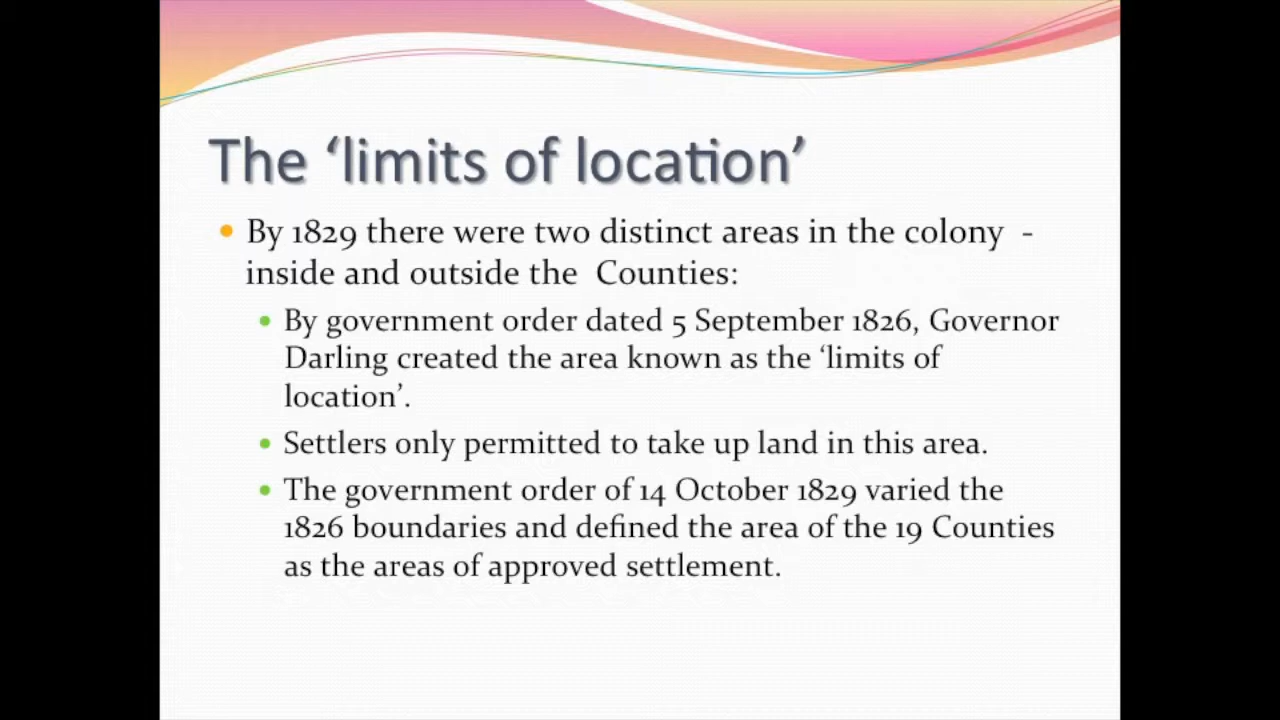 The ‘limits of location’
• By 1829 there were two distinct areas in the colony -
inside and outside the Counties:
• By government order dated 5 September 1826, Governor
Darling created the area known as the ‘limits of
location’.
• Settlers only permitted to take up land in this area.
• The government order of 14 October 1829 varied the
1826 boundaries and defined the area of the 19 Counties
as the areas of approved settlement.